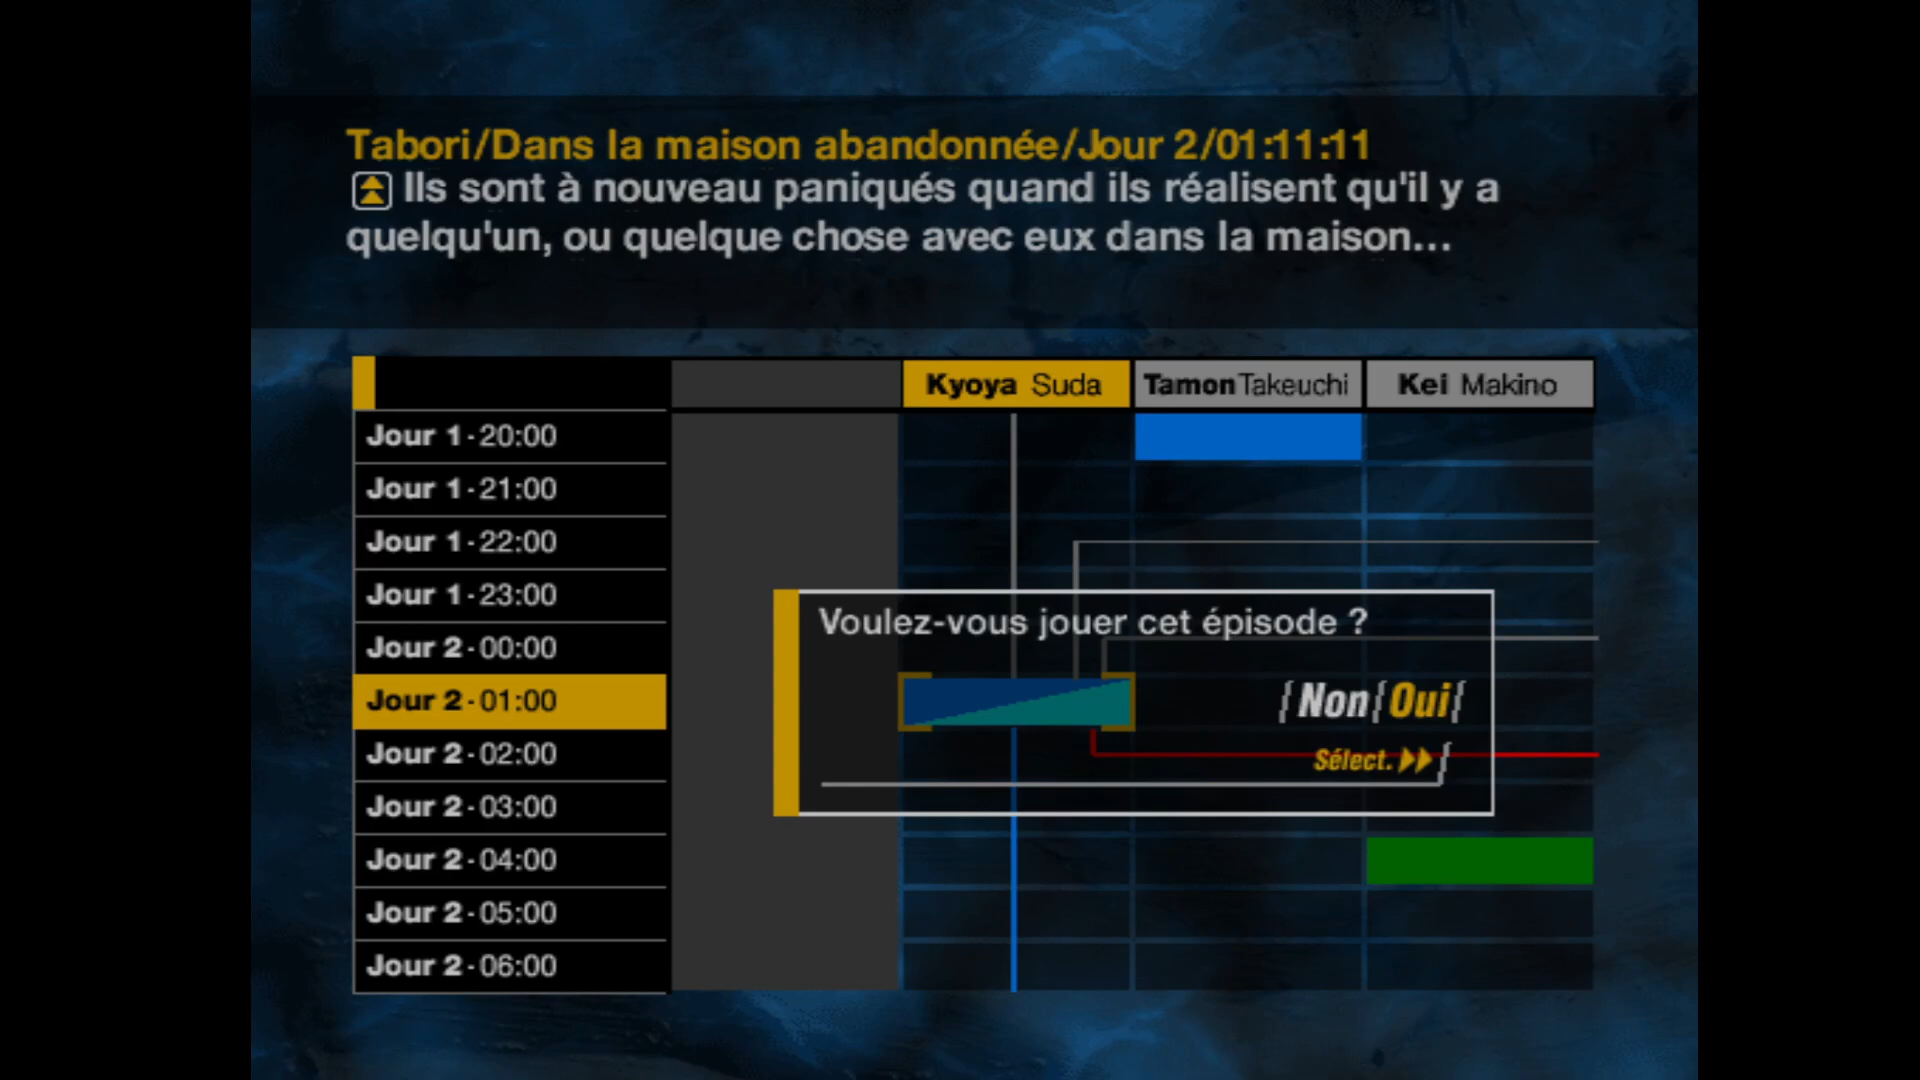 Tabori/Dans la maison abandonnée/Jour 2/01:11:11
Ils sont à nouveau paniqués quand ils réalisent qu'il y a
quelqu'un, ou quelque chose avec eux dans la maison...
Kyoya Suda
Tamon Takeuchi
Kei Makino
Jour 1 - 20:00
Jour 1 - 21:00
Jour 1 - 22:00
Jour 1 - 23:00
Jour 2 - 00:00
Jour 2 - 01:00
Jour 2 - 02:00
Jour 2 - 03:00
Jour 2 - 04:00
Jour 2 - 05:00
Jour 2 - 06:00
Voulez-vous jouer cet épisode ?
Non Oui
Sélect.